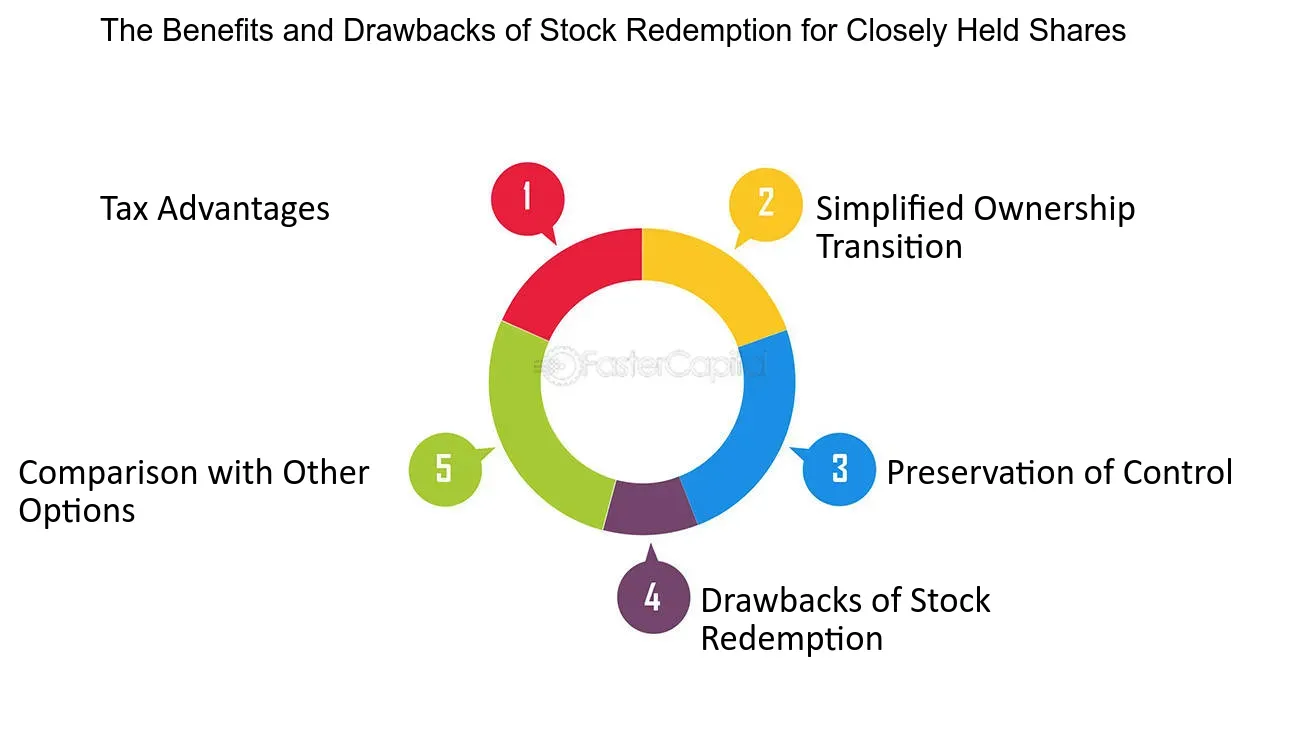 The Benefits and Drawbacks of Stock Redemption for Closely Held Shares
1
Tax Advantages
2
Simplified Ownership
Transition
FasterCapital
3
Preservation of Control
5
Comparison with Other
Options
4
Drawbacks of Stock
Redemption